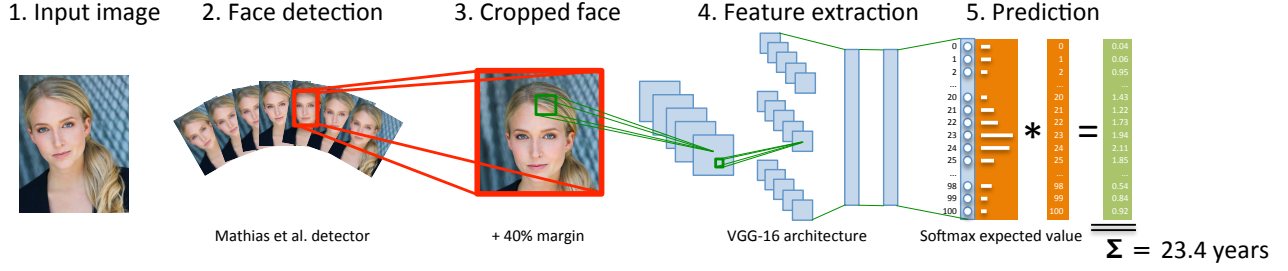 1. Input image
2. Face detection
3. Cropped face
4. Feature extraction
5. Prediction
0 0 0.04
1 1 0.06
2 2 0.95
... ... ...
20 20 1.43
21 21 1.22
22 22 1.73
23 23 1.94
24 24 2.11
25 25 1.85
... ... ...
98 98 0.54
99 99 0.84
100 100 0.92
* =
Mathias et al. detector
+ 40% margin
VGG-16 architecture
Softmax expected value
Σ = 23.4 years